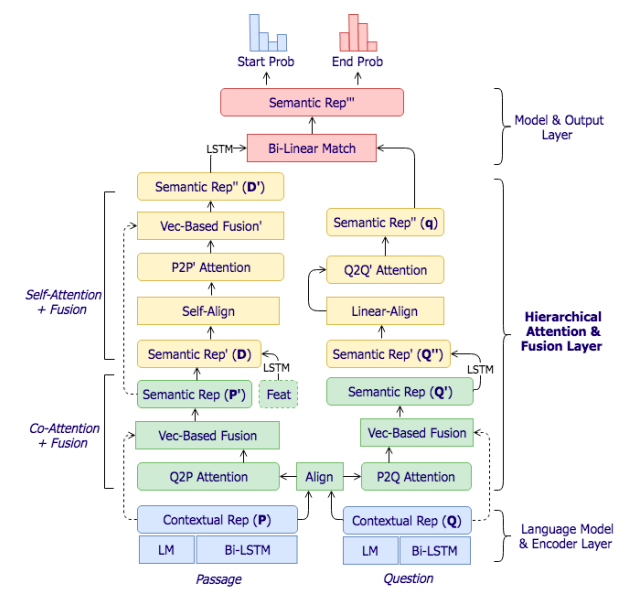 Start Prob
End Prob
Semantic Rep'''
Model & Output
Layer
LSTM
Bi-Linear Match
Semantic Rep'' (D')
Vec-Based Fusion'
Semantic Rep'' (q)
P2P' Attention
Q2Q' Attention
Self-Attention
+ Fusion
Self-Align
Linear-Align
Hierarchical
Attention &
Fusion Layer
Semantic Rep' (D)
Semantic Rep' (Q'')
LSTM
LSTM
Semantic Rep (P')
Feat
Semantic Rep (Q')
Co-Attention
+ Fusion
Vec-Based Fusion
Vec-Based Fusion
Q2P Attention
Align
P2Q Attention
Contextual Rep (P)
Contextual Rep (Q)
Language Model
& Encoder Layer
LM
Bi-LSTM
LM
Bi-LSTM
Passage
Question